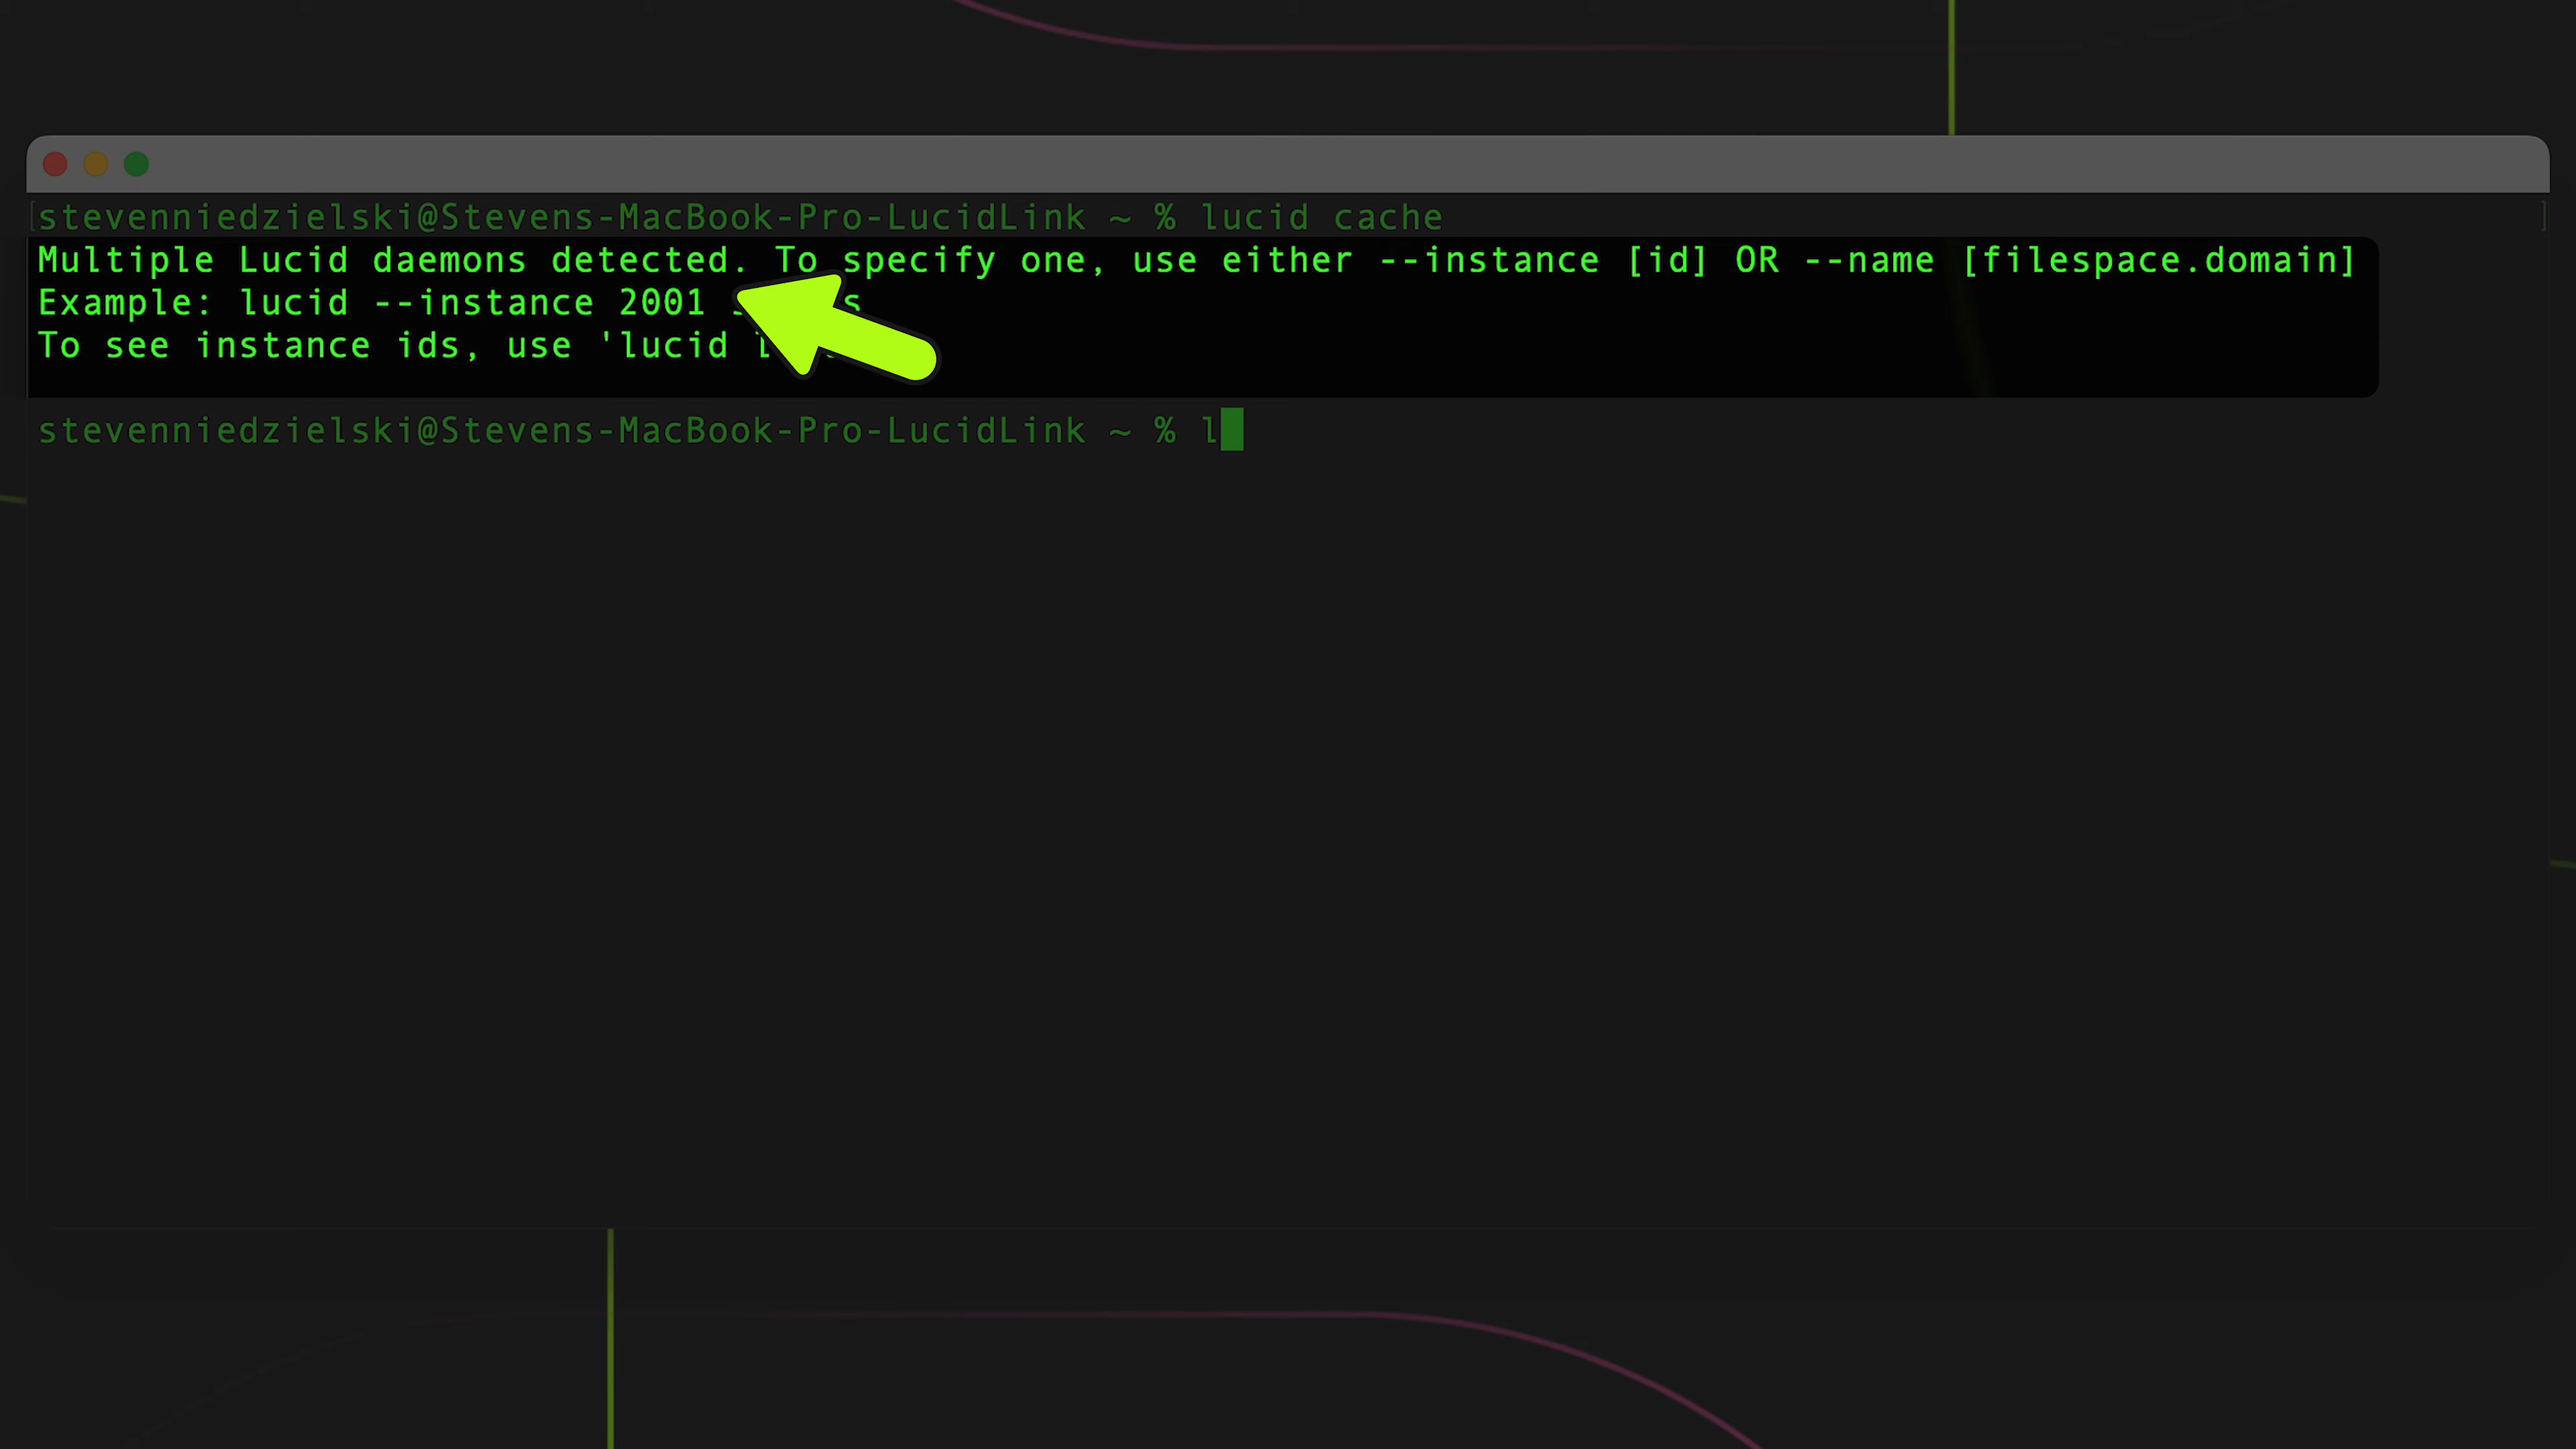 stevenniedzielski@Stevens-MacBook-Pro-LucidLink ~ % lucid cache
Multiple Lucid daemons detected. To specify one, use either --instance [id] OR --name [filespace.domain]
Example: lucid --instance 2001
To see instance ids, use 'lucid
stevenniedzielski@Stevens-MacBook-Pro-LucidLink ~ % l